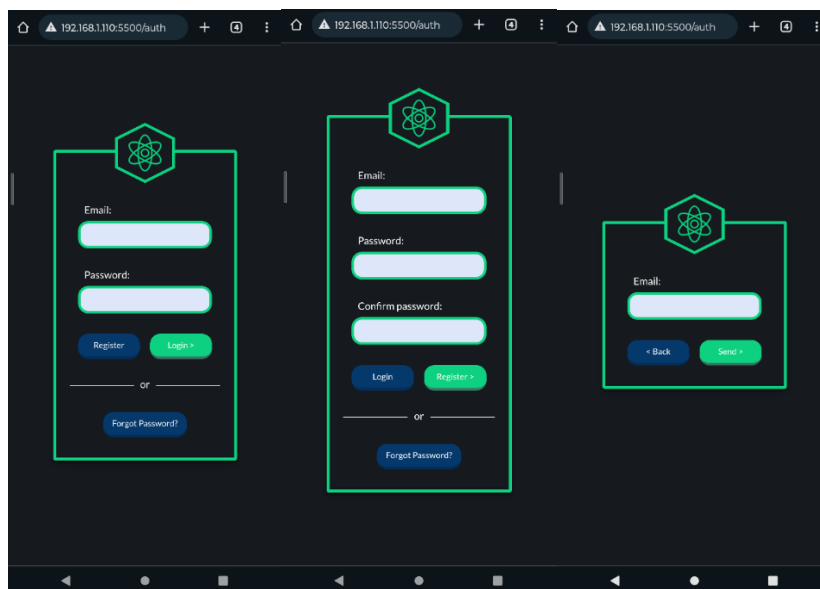 192.168.1.110:5500/auth
4
Email:
Password:
Register
Login >
or
Forgot Password?
192.168.1.110:5500/auth
4
Email:
Password:
Confirm password:
Login
Register >
or
Forgot Password?
192.168.1.110:5500/auth
4
Email:
< Back
Send >